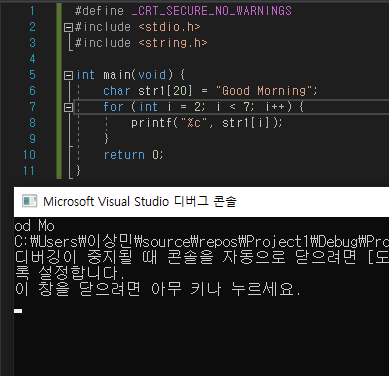 1 #define _CRT_SECURE_NO_WARNINGS
2 #include <stdio.h>
3 #include <string.h>
4
5 int main(void) {
6 char str1[20] = "Good Morning";
7 for (int i = 2; i < 7; i++) {
8 printf("%c", str1[i]);
9 }
10 return 0;
11 }
Microsoft Visual Studio 디버그 콘솔
od Mo
C:₩Users₩이상민₩source₩repos₩Project1₩Debug₩Pro
디버깅이 중지될 때 콘솔을 자동으로 닫으려면 [도
록 설정합니다.
이 창을 닫으려면 아무 키나 누르세요.